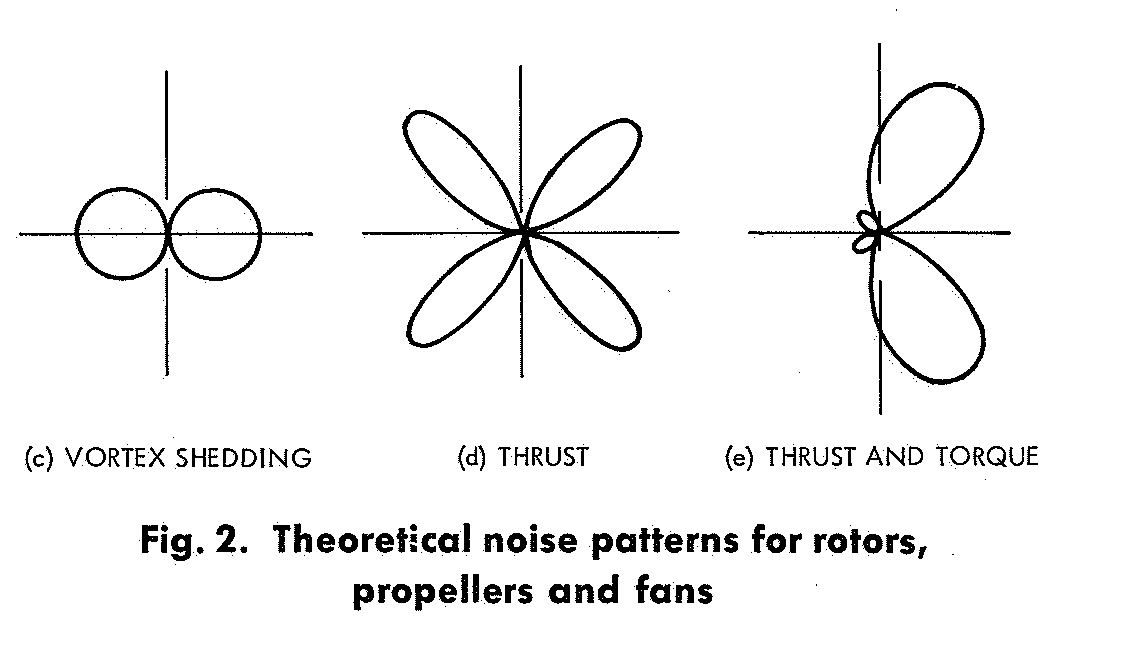 (c) VORTEX SHEDDING (d) THRUST (e) THRUST AND TORQUE
Fig. 2. Theoretical noise patterns for rotors,
propellers and fans